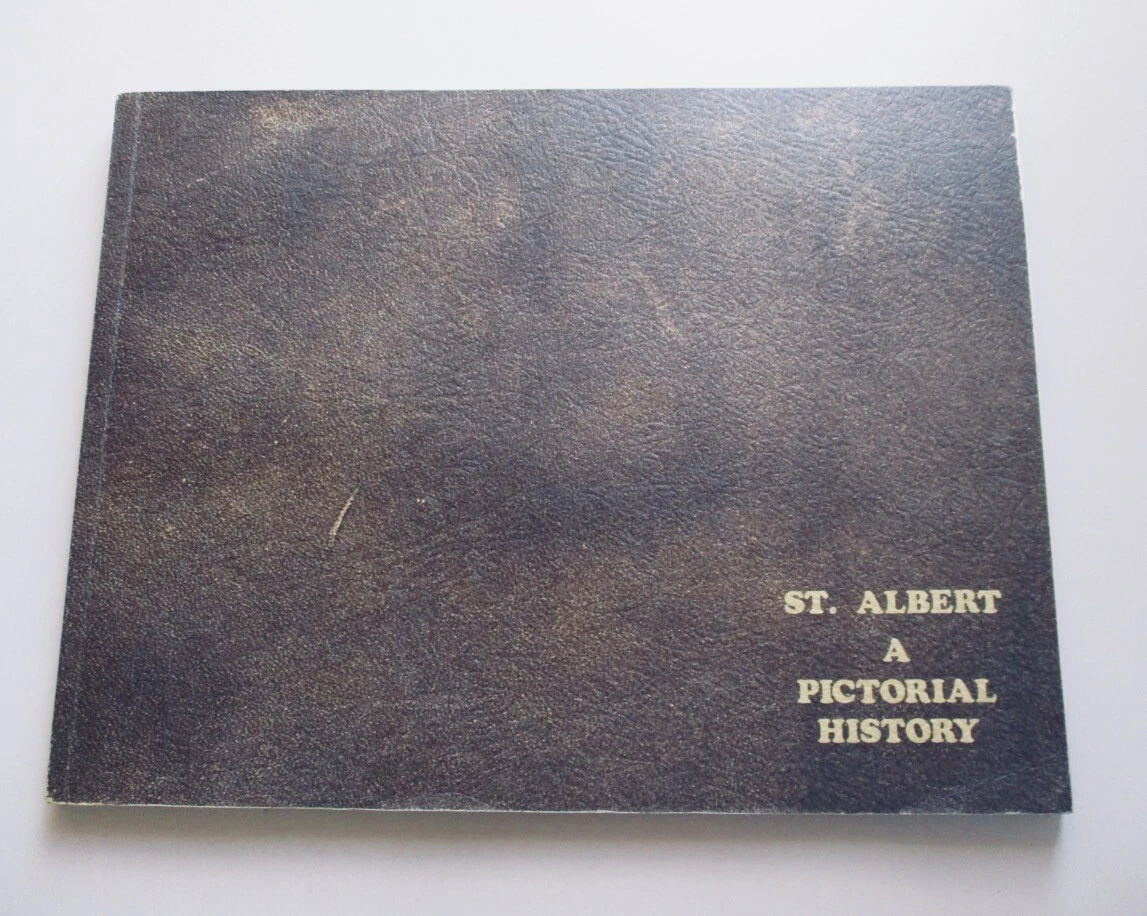 ST. ALBERT
A
PICTORIAL
HISTORY